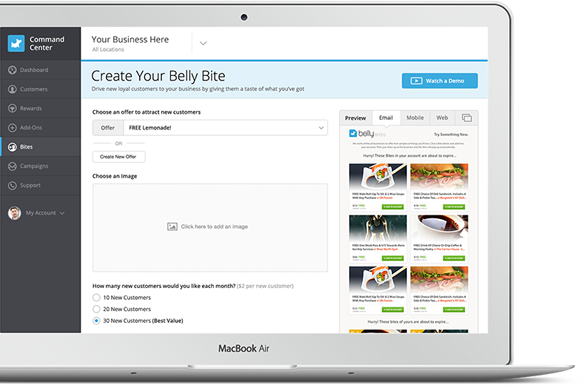 Command
Center
Your Business Here
All Locations
Dashboard
Customers
Rewards
Add-Ons
Bites
Campaigns
Support
My Account
Create Your Belly Bite
Drive new loyal customers to your business by giving them a taste of what you've got
Watch a Demo
Choose an offer to attract new customers
Offer
FREE Lemonade!
OR
Create New Offer
Choose an Image
Click here to add an image
How many new customers would you like each month? ($2 per new customer)
10 New Customers
20 New Customers
30 New Customers (Best Value)
Preview
Email
Mobile
Web
belly BITES
Try Something New.
Hurry! These Bites in your account are about to expire...
Hurry! These Bites of yours are about to expire...
MacBook Air